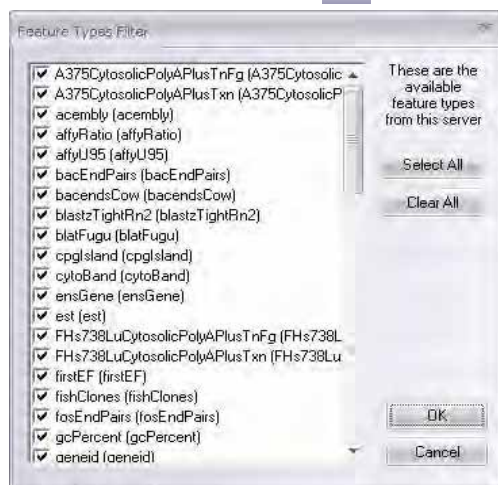 Feature Types Filter
A375CytosolicPolyAPlusTnFg (A375Cytosolic
A375CytosolicPolyAPlusTxn (A375CytosolicP
acembly (acembly)
affyRatio (affyRatio)
affyU95 (affyU95)
bacEndPairs (bacEndPairs)
bacendsCow (bacendsCow)
blastzTightRn2 (blastzTightRn2)
blatFugu (blatFugu)
cpgIsland (cpgIsland)
cytoBand (cytoBand)
ensGene (ensGene)
est (est)
FHs738LuCytosolicPolyAPlusTnFg (FHs738L
FHs738LuCytosolicPolyAPlusTxn (FHs738Lu
firstEF (firstEF)
fishClones (fishClones)
fosEndPairs (fosEndPairs)
gcPercent (gcPercent)
geneid (geneid)
These are the
available
feature types
from this server
Select All
Clear All
OK
Cancel